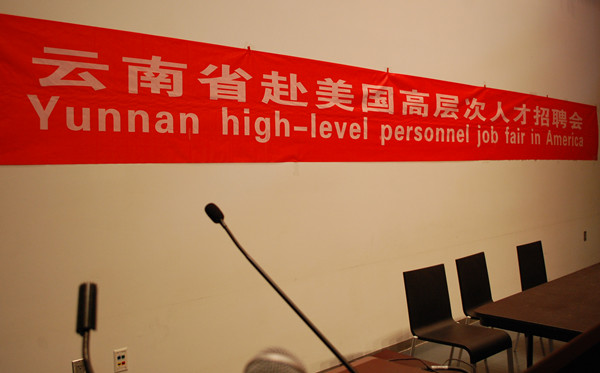 云南省赴美国高层次人才招聘会
Yunnan high-level personnel job fair in America